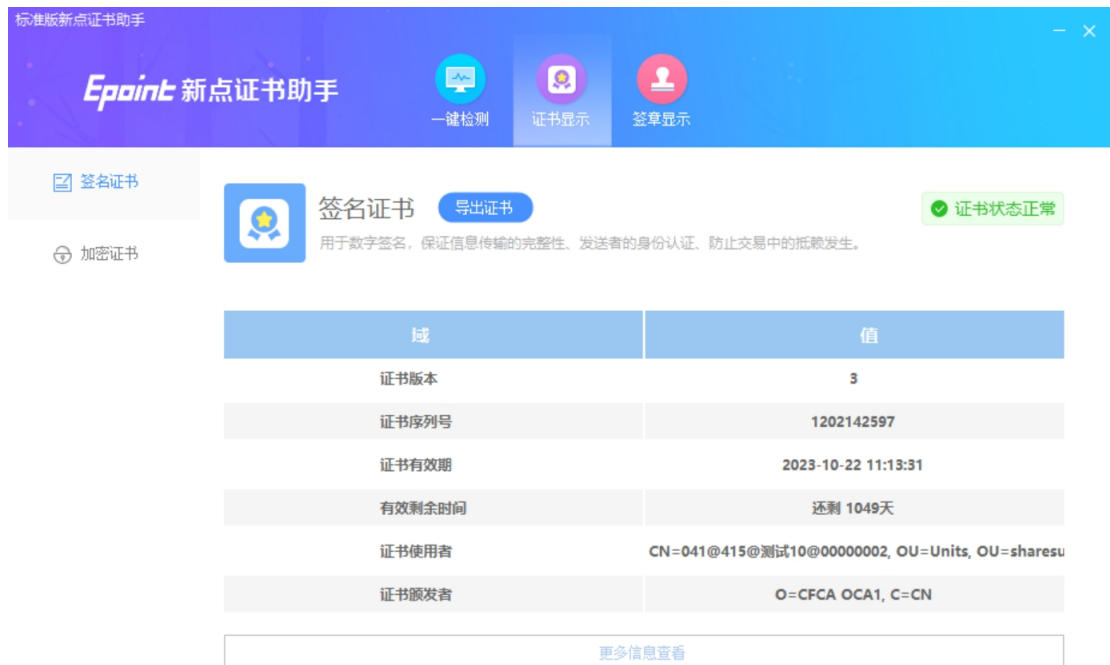 标准版新点证书助手
Epoint 新点证书助手
一键检测
证书显示
签章显示
签名证书
加密证书
签名证书 导出证书
证书状态正常
用于数字签名，保证信息传输的完整性、发送者的身份认证、防止交易中的抵赖发生。
域 值
证书版本 3
证书序列号 1202142597
证书有效期 2023-10-22 11:13:31
有效剩余时间 还剩 1049天
证书使用者 CN=041@415@测试10@00000002, OU=Units, OU=sharesu
证书颁发者 O=CFCA OCA1, C=CN
更多信息查看